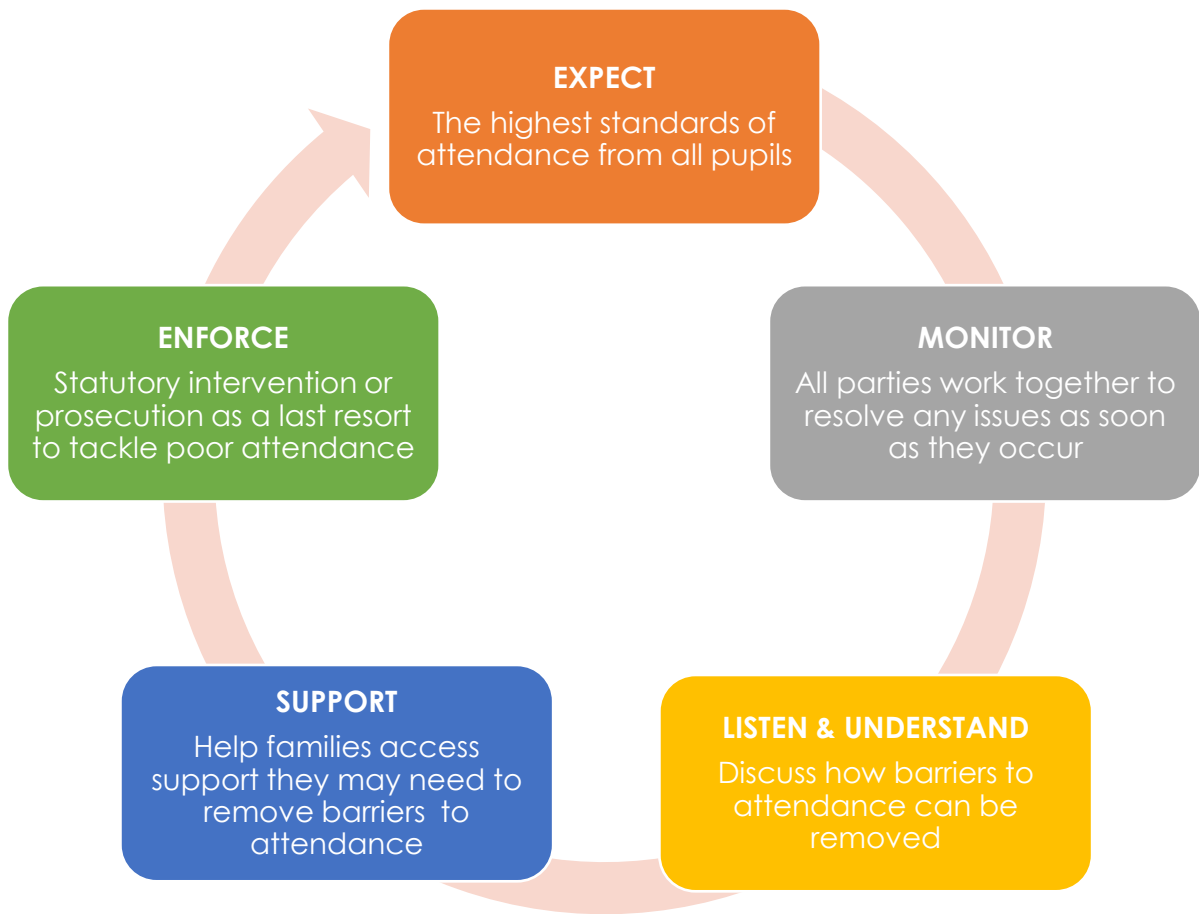 EXPECT
The highest standards of
attendance from all pupils
MONITOR
All parties work together to
resolve any issues as soon
as they occur
LISTEN & UNDERSTAND
Discuss how barriers to
attendance can be
removed
SUPPORT
Help families access
support they may need to
remove barriers to
attendance
ENFORCE
Statutory intervention or
prosecution as a last resort
to tackle poor attendance